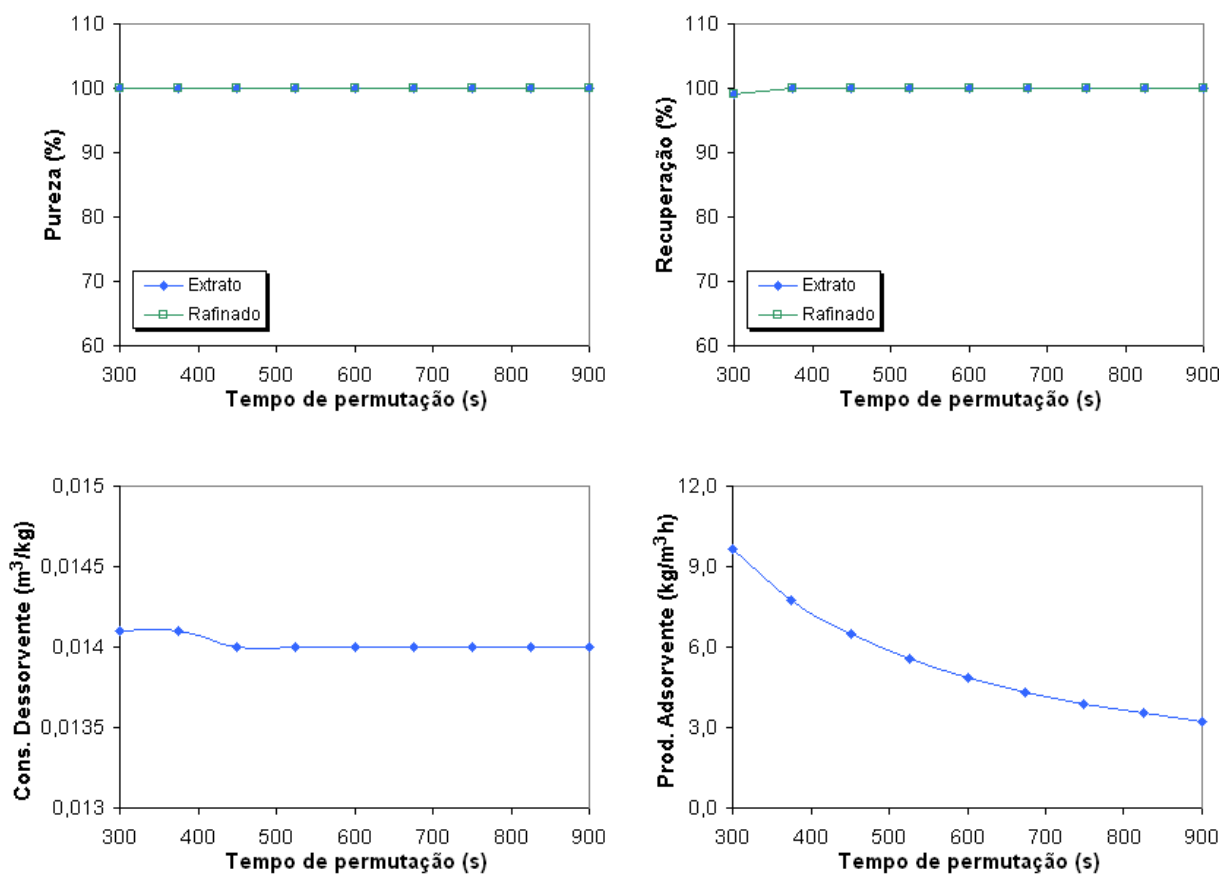 110
100
90
80
70
60
Pureza (%)
Extrato
Rafinado
300 400 500 600 700 800 900
Tempo de permutação (s)
110
100
90
80
70
60
Recuperação (%)
Extrato
Rafinado
300 400 500 600 700 800 900
Tempo de permutação (s)
0,015
0,0145
0,014
0,0135
0,013
Cons. Dessorvente (m³/kg)
300 400 500 600 700 800 900
Tempo de permutação (s)
12,0
9,0
6,0
3,0
0,0
Prod. Adsorvente (kg/m³h)
300 400 500 600 700 800 900
Tempo de permutação (s)